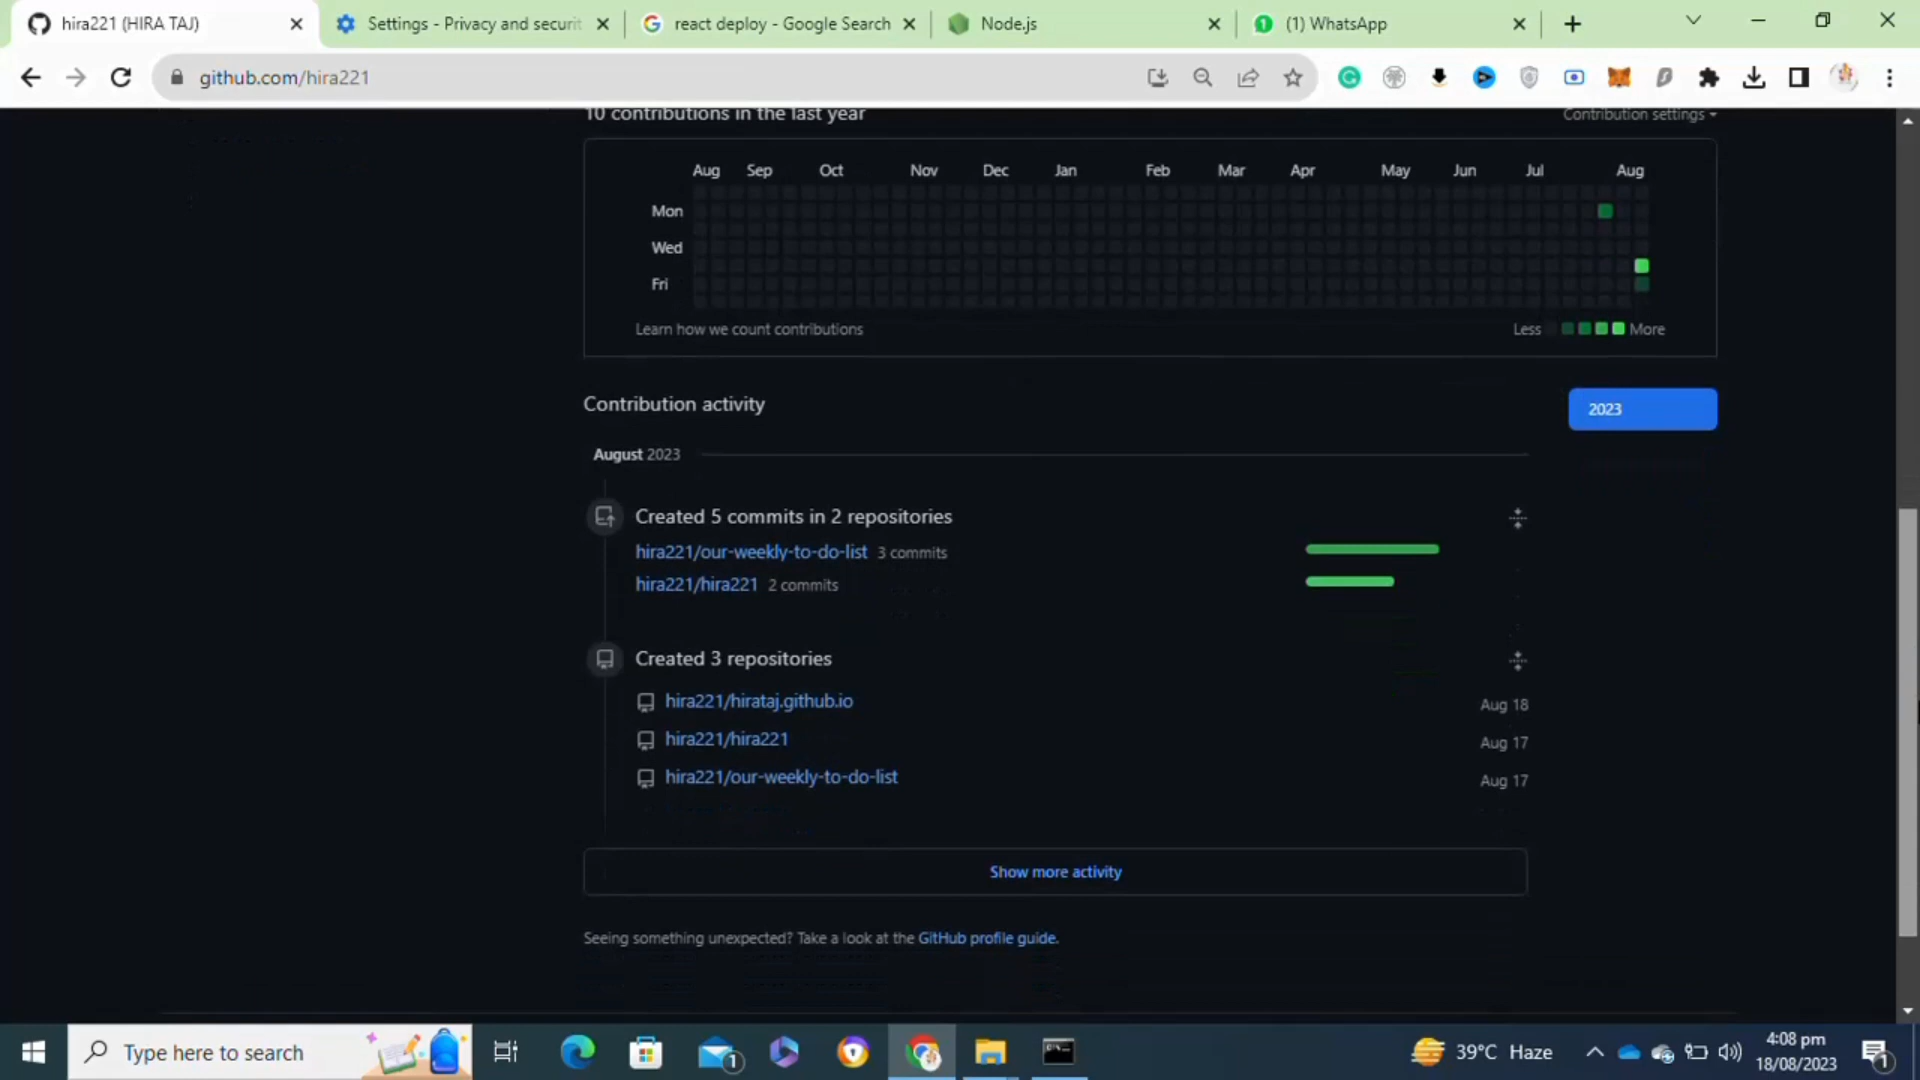 hira221 (HIRA TAJ)
Settings - Privacy and securit
react deploy - Google Search
Node.js
(1) WhatsApp
github.com/hira221
10 contributions in the last year
Contribution settings
Aug Sep Oct Nov Dec Jan Feb Mar Apr May Jun Jul Aug
Mon
Wed
Fri
Learn how we count contributions
Less More
Contribution activity
2023
August 2023
Created 5 commits in 2 repositories
hira221/our-weekly-to-do-list 3 commits
hira221/hira221 2 commits
Created 3 repositories
hira221/hirataj.github.io Aug 18
hira221/hira221 Aug 17
hira221/our-weekly-to-do-list Aug 17
Show more activity
Seeing something unexpected? Take a look at the GitHub profile guide.
Type here to search
1
39°C Haze
4:08 pm
18/08/2023
1